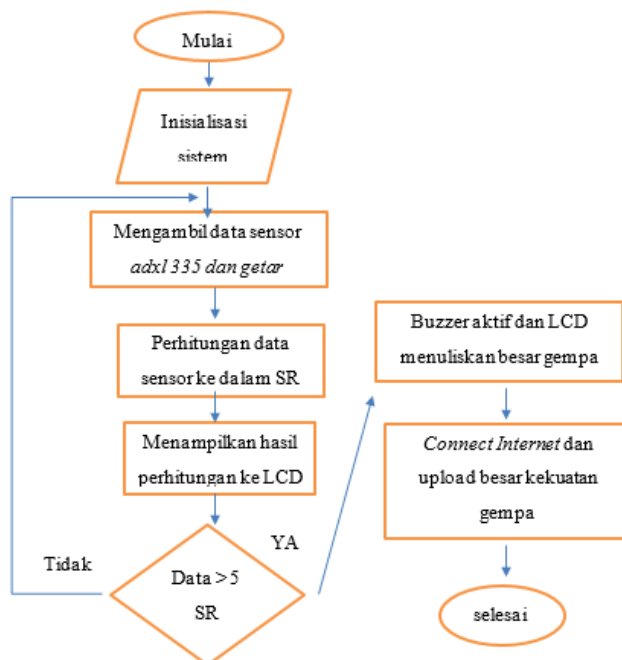 Mulai
Inisialisasi
sistem
Mengambil data sensor
adxl 335 dan getar
Perhitungan data
sensor ke dalam SR
Menampilkan hasil
perhitungan ke LCD
Data > 5
SR
Tidak
YA
Buzzer aktif dan LCD
menuliskan besar gempa
Connect Internet dan
upload besar kekuatan
gempa
selesai